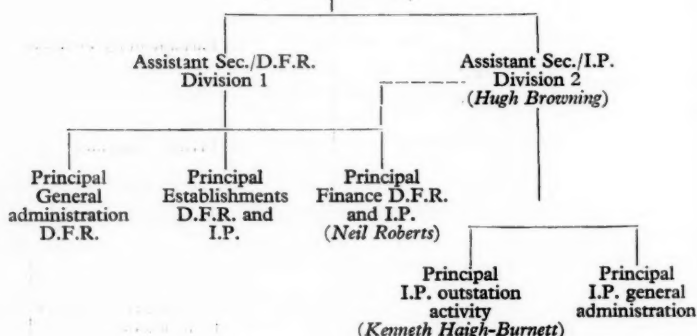 Assistant Sec./D.F.R.
Division 1
Assistant Sec./I.P.
Division 2
(Hugh Browning)
Principal
General
administration
D.F.R.
Principal
Establishments
D.F.R. and
I.P.
Principal
Finance D.F.R.
and I.P.
(Neil Roberts)
Principal
I.P. outstation
activity
(Kenneth Haigh-Burnett)
Principal
I.P. general
administration